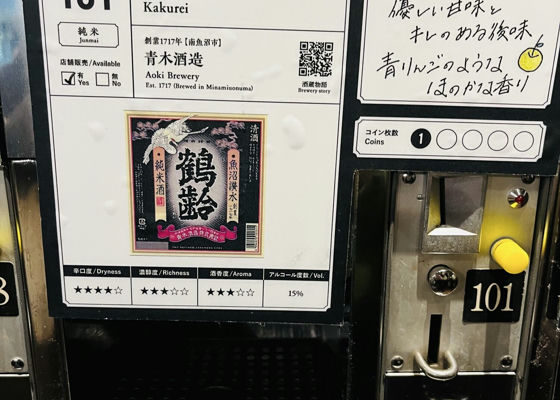 101
Kakurei
純米
Junmai
店舗販売/Available
有
Yes
無
No
創業1717年【南魚沼市】
青木酒造
Aoki Brewery
Est. 1717 (Brewed in Minamiuonuma)
酒蔵物語
Brewery story
清酒
鶴齢
純米酒
魚沼湧水
辛口度/Dryness
濃醇度/Richness
酒香度/Aroma
アルコール度数/Vol.
★★★★☆
★★★☆☆
★★★☆☆
15%
優しい甘味と
キレのある後味
青りんごのような
ほのかな香り
コイン枚数
Coins
1
101
8